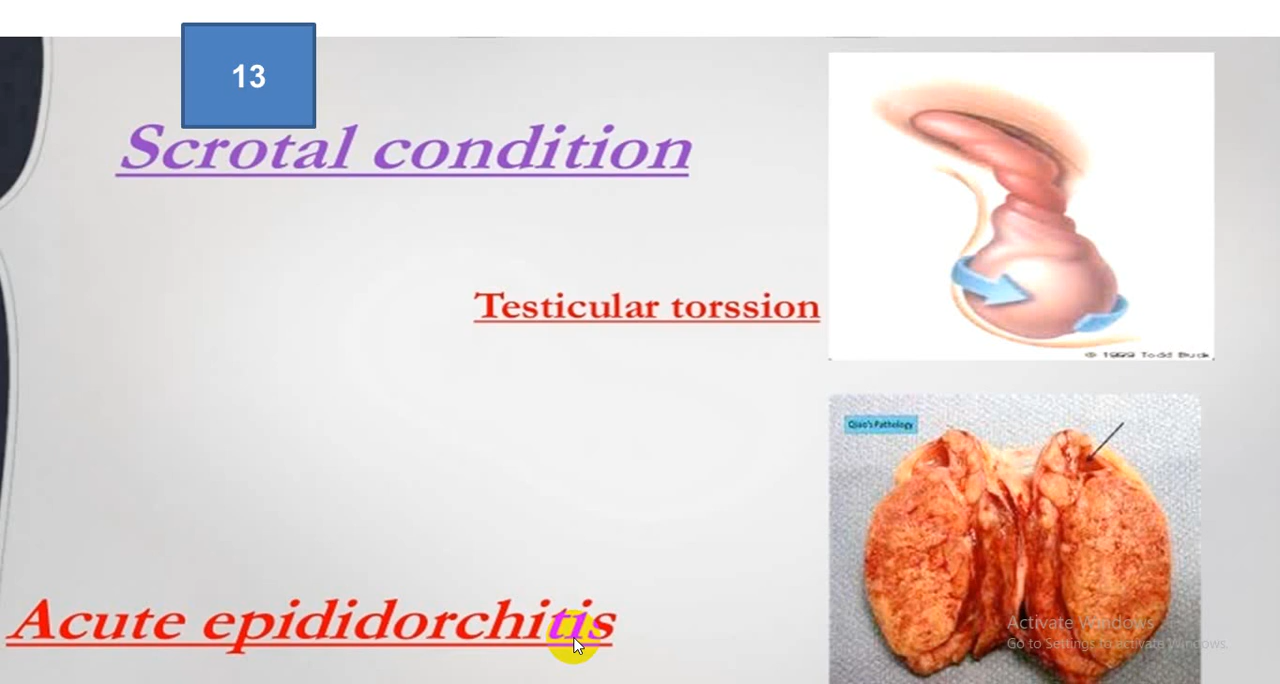 13
Scrotal condition
Testicular torssion
© 1999 Todd Buck
Qiao's Pathology
Acute epididorchitis
Activate Windows
Go to Settings to activate Windows.